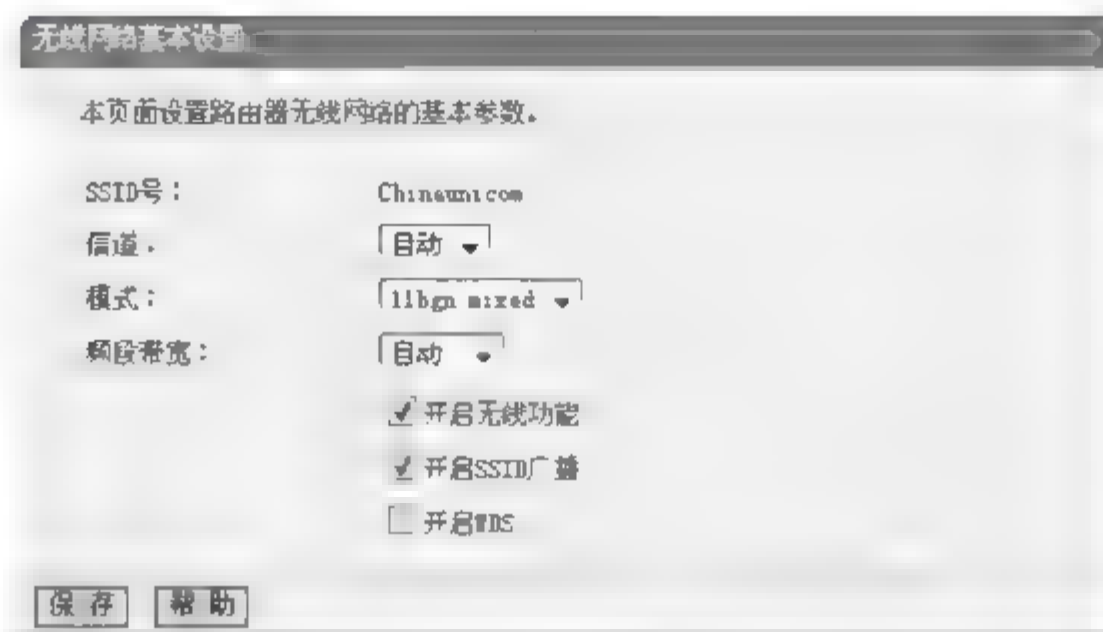 无线网络基本设置
本页面设置路由器无线网络的基本参数。
SSID号： Chinaunicom
信道： 自动
模式： 11bgn mixed
频段带宽： 自动
开启无线功能
开启SSID广播
开启WDS
保存 帮助